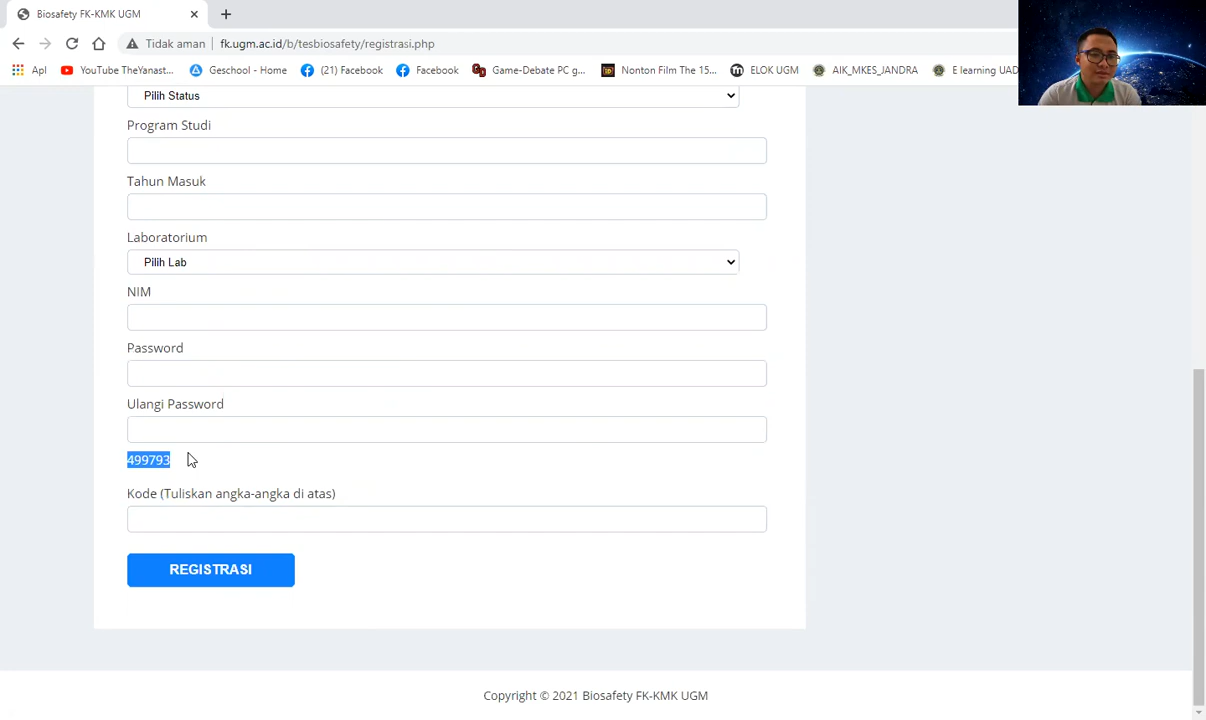 Biosafety FK-KMK UGM
Tidak aman
fk.ugm.ac.id/b/tesbiosafety/registrasi.php
Apl
YouTube TheYanast...
Geschool - Home
(21) Facebook
Facebook
Game-Debate PC g...
Nonton Film The 15...
ELOK UGM
AIK_MKES_JANDRA
E learning UAD
Pilih Status
Program Studi
Tahun Masuk
Laboratorium
Pilih Lab
NIM
Password
Ulangi Password
499793
Kode (Tuliskan angka-angka di atas)
REGISTRASI
Copyright © 2021 Biosafety FK-KMK UGM